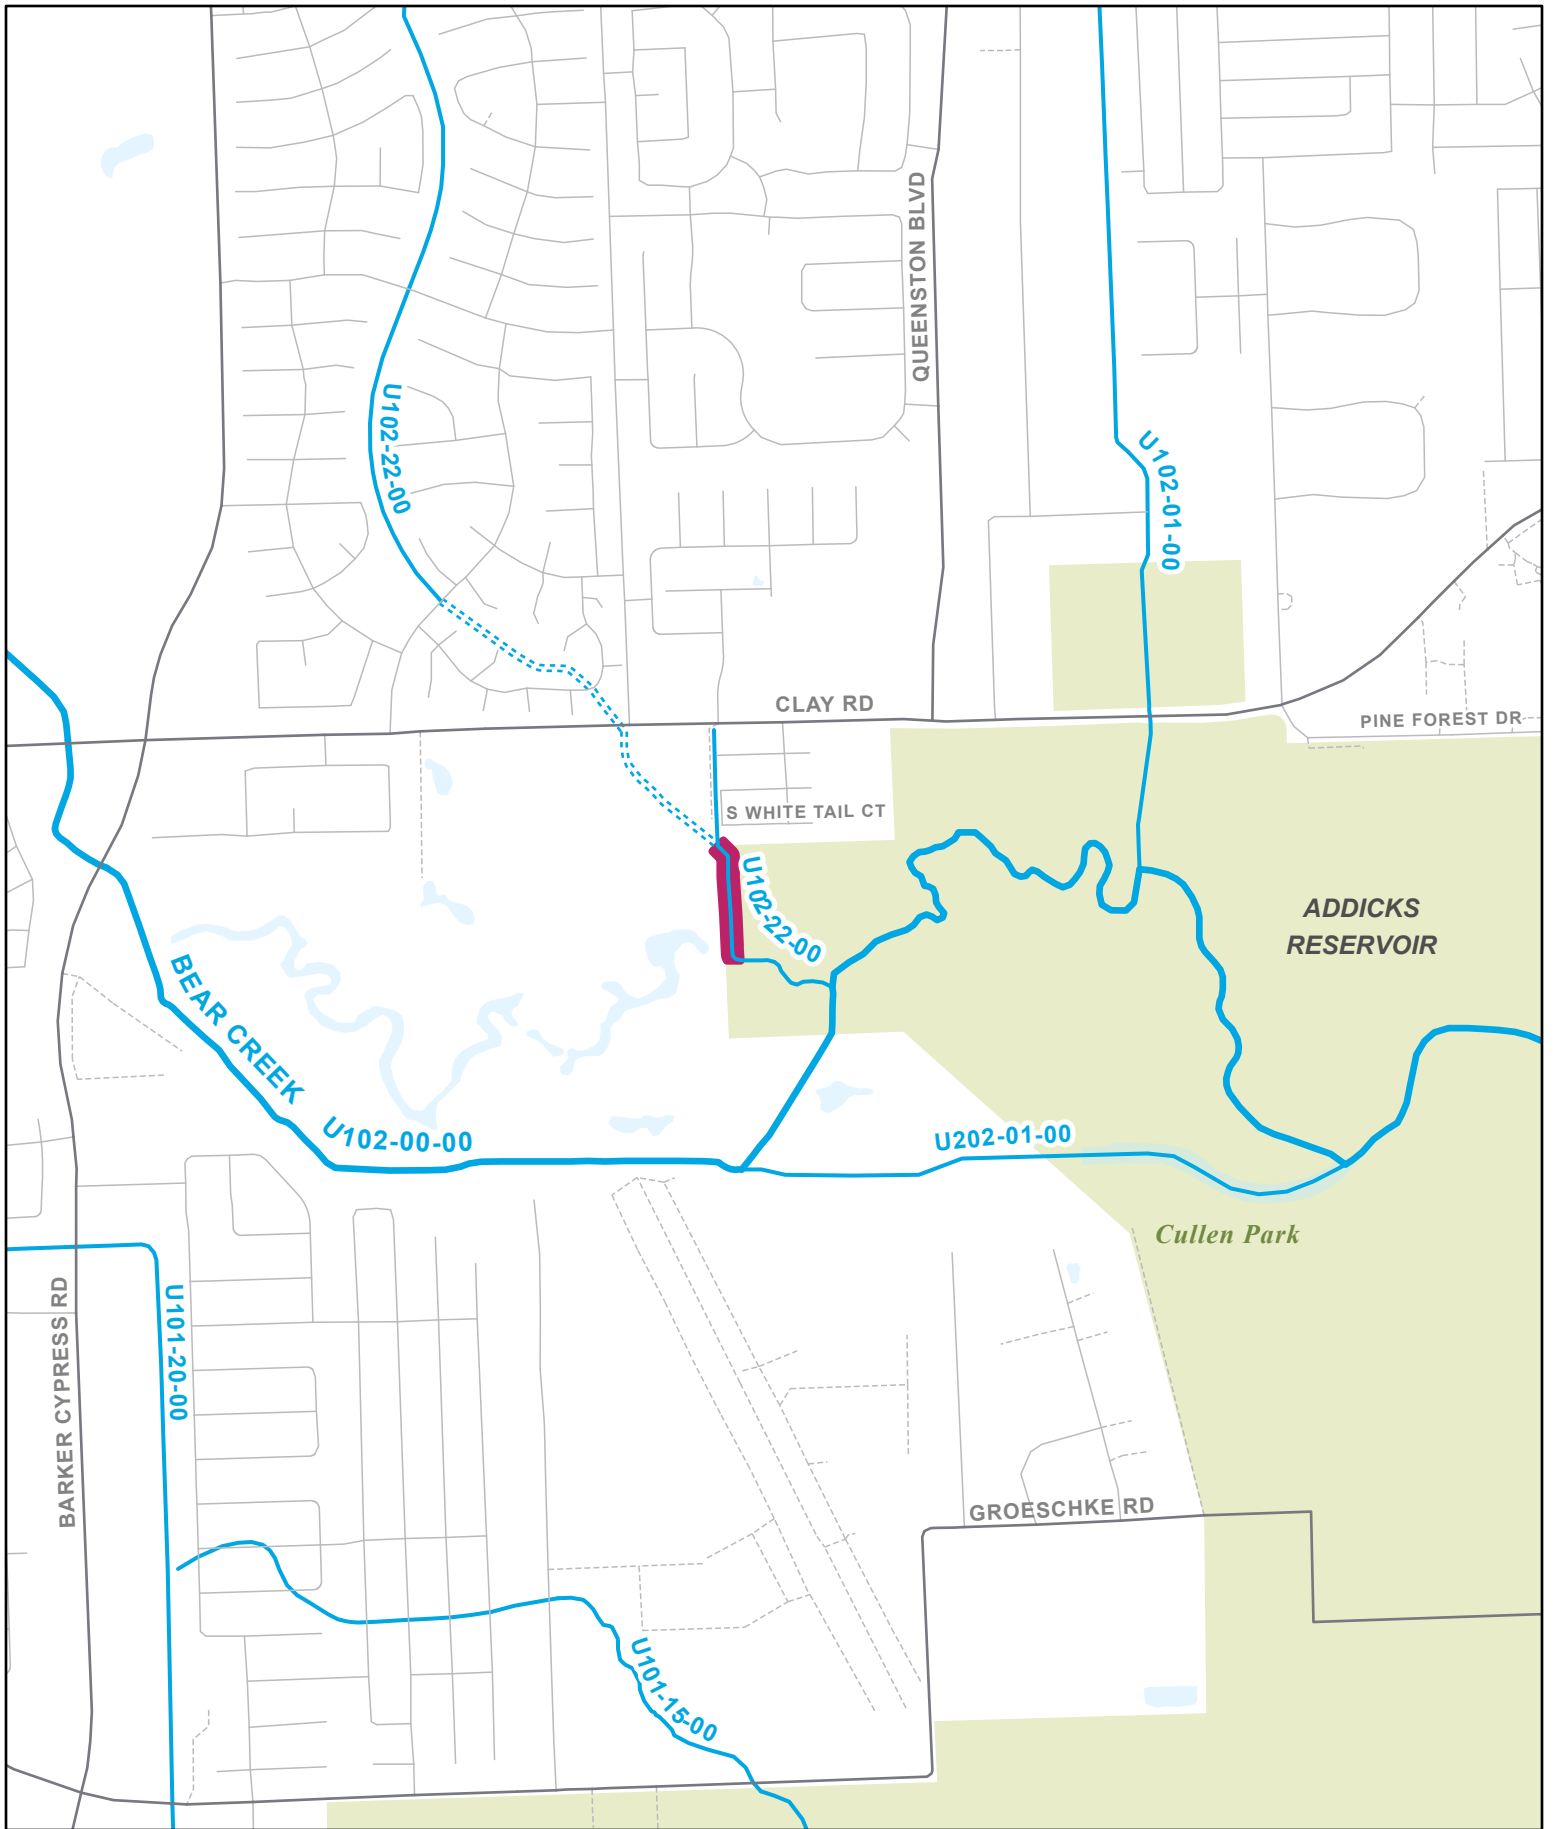 QUEENSTON BLVD
U102-22-00
U102-01-00
CLAY RD
PINE FOREST DR
S WHITE TAIL CT
U102-22-00
ADDICKS
RESERVOIR
BEAR CREEK
U102-00-00
U202-01-00
Cullen Park
BARKER CYPRESS RD
U101-20-00
GROESCHKE RD
U101-15-00